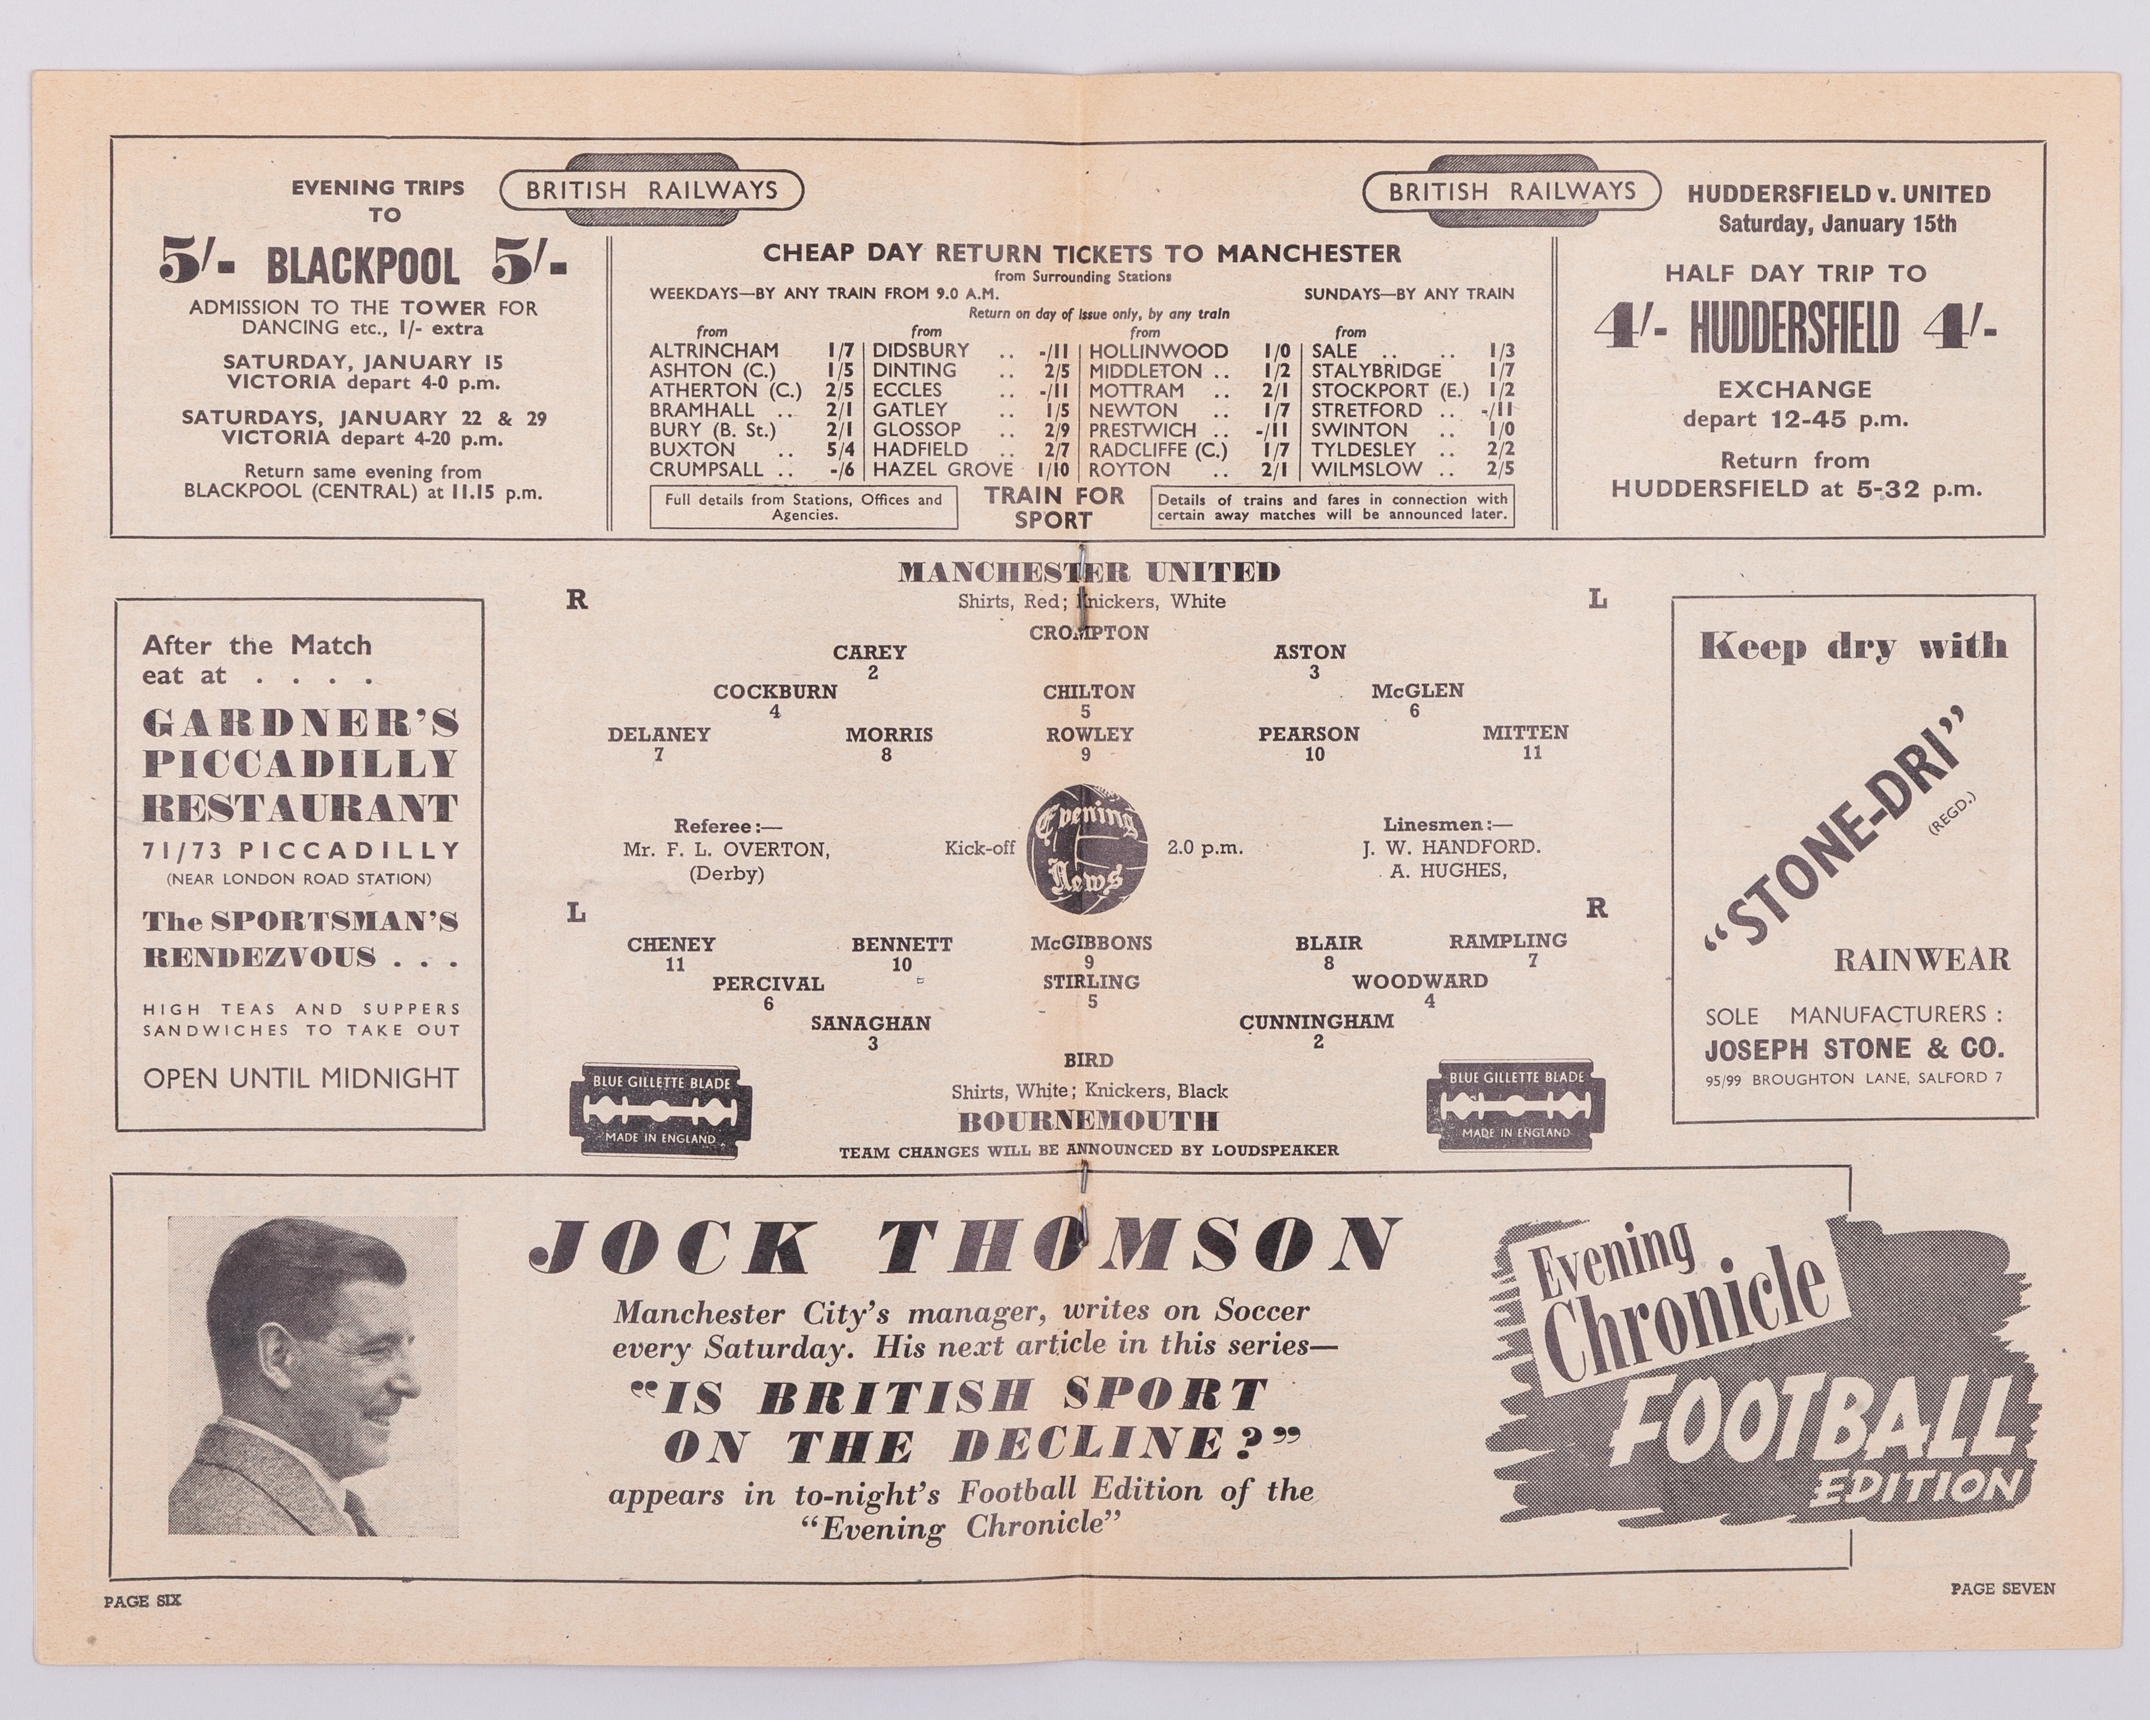 EVENING TRIPS
TO
5/- BLACKPOOL 5/-
ADMISSION TO THE TOWER FOR
DANCING etc., 1/- extra
SATURDAY, JANUARY 15
VICTORIA depart 4-0 p.m.
SATURDAYS, JANUARY 22 & 29
VICTORIA depart 4-20 p.m.
Return same evening from
BLACKPOOL (CENTRAL) at 11.15 p.m.
BRITISH RAILWAYS
BRITISH RAILWAYS
CHEAP DAY RETURN TICKETS TO MANCHESTER
from Surrounding Stations
WEEKDAYS—BY ANY TRAIN FROM 9.0 A.M. SUNDAYS—BY ANY TRAIN
Return on day of issue only, by any train
from from from from
ALTRINCHAM 1/7 DIDSBURY .. -/11 HOLLINWOOD 1/0 SALE .. .. 1/3
ASHTON (C.) 1/5 DINTING .. 2/5 MIDDLETON .. 1/2 STALYBRIDGE 1/7
ATHERTON (C.) 2/5 ECCLES .. -/11 MOTTRAM .. 2/1 STOCKPORT (E.) 1/2
BRAMHALL .. 2/1 GATLEY .. 1/5 NEWTON .. 1/7 STRETFORD .. -/11
BURY (B. St.) 2/1 GLOSSOP .. 2/9 PRESTWICH .. -/11 SWINTON .. 1/0
BUXTON .. 5/4 HADFIELD .. 2/7 RADCLIFFE (C.) 1/7 TYLDESLEY .. 2/2
CRUMPSALL .. -/6 HAZEL GROVE 1/10 ROYTON .. 2/1 WILMSLOW .. 2/5
Full details from Stations, Offices and
Agencies.
TRAIN FOR
SPORT
Details of trains and fares in connection with
certain away matches will be announced later.
HUDDERSFIELD v. UNITED
Saturday, January 15th
HALF DAY TRIP TO
4/- HUDDERSFIELD 4/-
EXCHANGE
depart 12-45 p.m.
Return from
HUDDERSFIELD at 5-32 p.m.
After the Match
eat at . . . .
GARDNER'S
PICCADILLY
RESTAURANT
71/73 PICCADILLY
(NEAR LONDON ROAD STATION)
The SPORTSMAN'S
RENDEZVOUS . . .
HIGH TEAS AND SUPPERS
SANDWICHES TO TAKE OUT
OPEN UNTIL MIDNIGHT
MANCHESTER UNITED
R L
Shirts, Red; Knickers, White
CROMPTON
CAREY ASTON
2 3
COCKBURN CHILTON McGLEN
4 5 6
DELANEY MORRIS ROWLEY PEARSON MITTEN
7 8 9 10 11
Referee:—
Mr. F. L. OVERTON,
(Derby)
Kick-off Evening News 2.0 p.m.
Linesmen:—
J. W. HANDFORD.
A. HUGHES,
L R
CHENEY BENNETT McGIBBONS BLAIR RAMPLING
11 10 9 8 7
PERCIVAL STIRLING WOODWARD
6 5 4
SANAGHAN CUNNINGHAM
3 2
BIRD
Shirts, White; Knickers, Black
BOURNEMOUTH
TEAM CHANGES WILL BE ANNOUNCED BY LOUDSPEAKER
BLUE GILLETTE BLADE
MADE IN ENGLAND
BLUE GILLETTE BLADE
MADE IN ENGLAND
Keep dry with
"STONE-DRI"
(REGD.)
RAINWEAR
SOLE MANUFACTURERS :
JOSEPH STONE & CO.
95/99 BROUGHTON LANE, SALFORD 7
JOCK THOMSON
Manchester City's manager, writes on Soccer
every Saturday. His next article in this series—
"IS BRITISH SPORT
ON THE DECLINE?"
appears in to-night's Football Edition of the
"Evening Chronicle"
Evening
Chronicle
FOOTBALL
EDITION
PAGE SIX
PAGE SEVEN